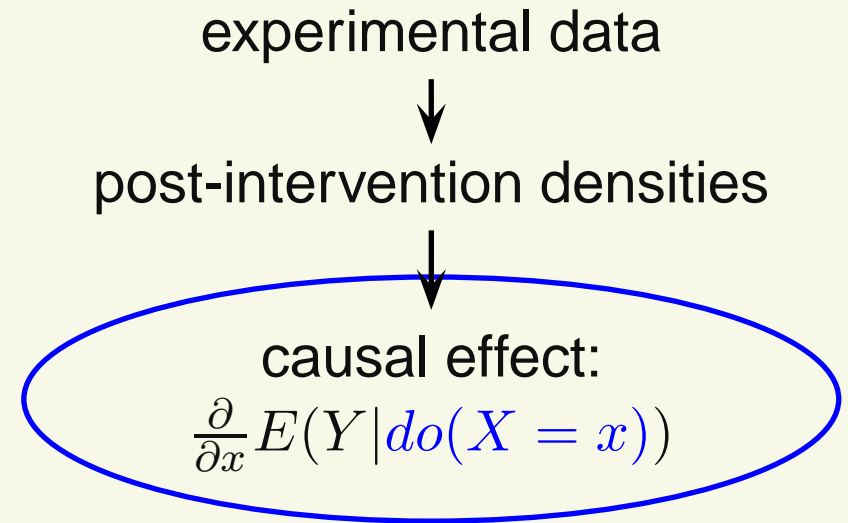 experimental data
post-intervention densities
causal effect:
∂/∂x E(Y|do(X = x))